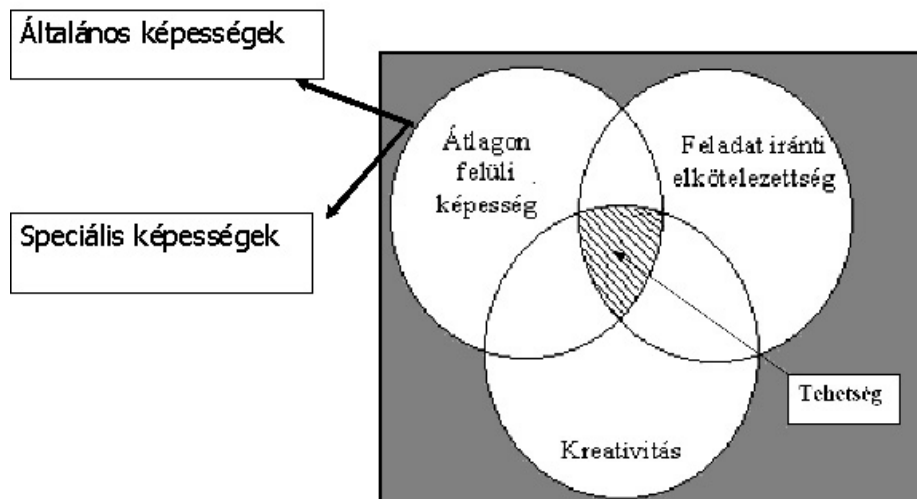 Általános képességek
Speciális képességek
Átlagon
felüli
képesség
Feladat iránti
elkötelezettség
Tehetség
Kreativitás